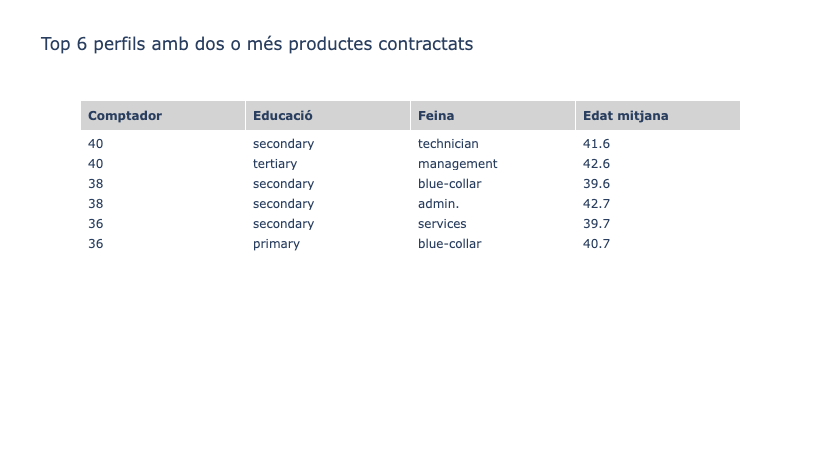 Top 6 perfils amb dos o més productes contractats
Comptador Educació Feina Edat mitjana
40 secondary technician 41.6
40 tertiary management 42.6
38 secondary blue-collar 39.6
38 secondary admin. 42.7
36 secondary services 39.7
36 primary blue-collar 40.7